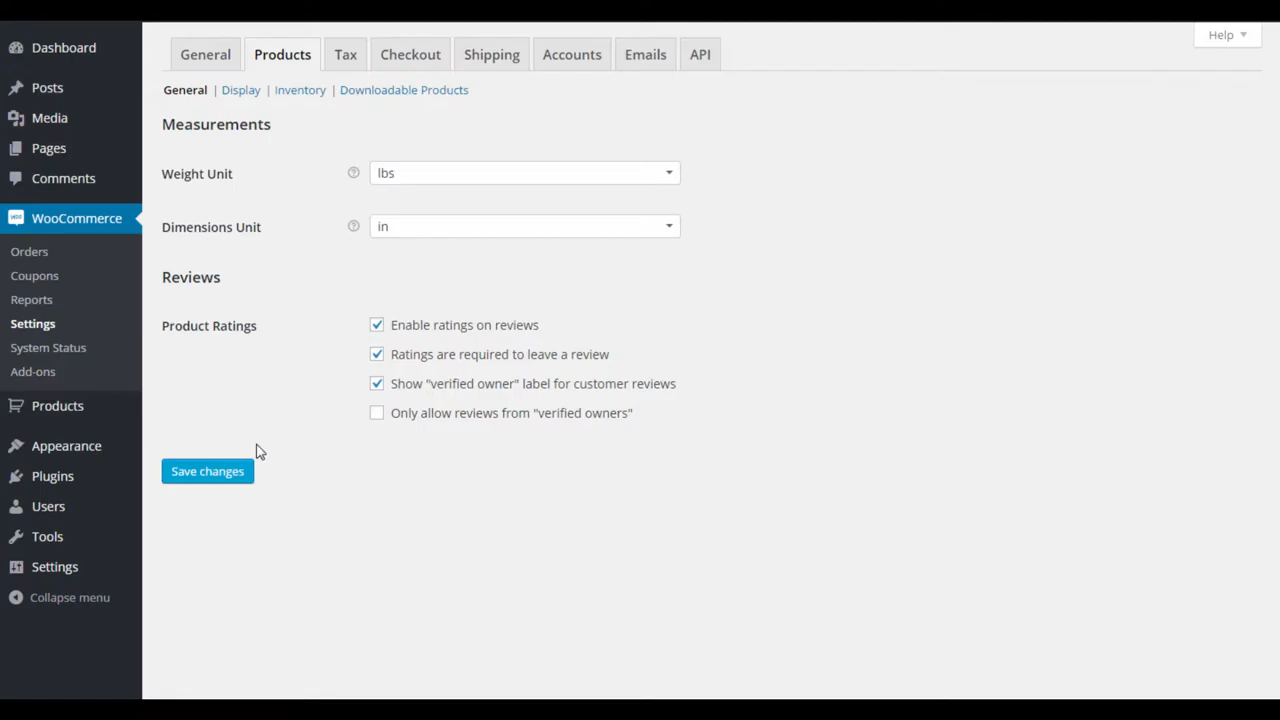 Dashboard
Posts
Media
Pages
Comments
WooCommerce
Orders
Coupons
Reports
Settings
System Status
Add-ons
Products
Appearance
Plugins
Users
Tools
Settings
Collapse menu
Help
General Products Tax Checkout Shipping Accounts Emails API
General | Display | Inventory | Downloadable Products
Measurements
Weight Unit ? lbs
Dimensions Unit ? in
Reviews
Product Ratings Enable ratings on reviews
Ratings are required to leave a review
Show "verified owner" label for customer reviews
Only allow reviews from "verified owners"
Save changes